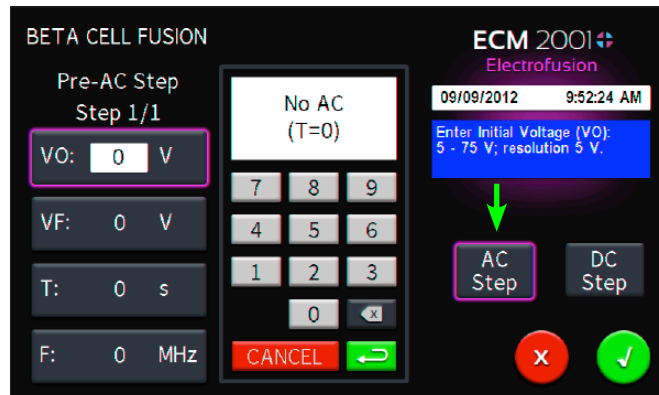 BETA CELL FUSION
Pre-AC Step
Step 1/1
VO: 0 V
VF: 0 V
T: 0 s
F: 0 MHz
No AC
(T=0)
7 8 9
4 5 6
1 2 3
0 x
CANCEL
ECM 2001
Electrofusion
09/09/2012 9:52:24 AM
Enter Initial Voltage (VO):
5 - 75 V; resolution 5 V.
AC
Step
DC
Step
x